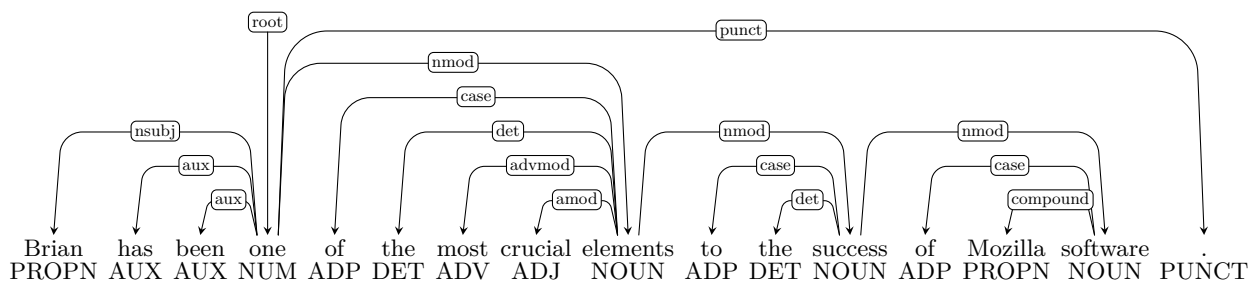 root
punct
nmod
case
nsubj det nmod nmod
aux advmod case case
aux amod det compound
Brian has been one of the most crucial elements to the success of Mozilla software .
PROPN AUX AUX NUM ADP DET ADV ADJ NOUN ADP DET NOUN ADP PROPN NOUN PUNCT